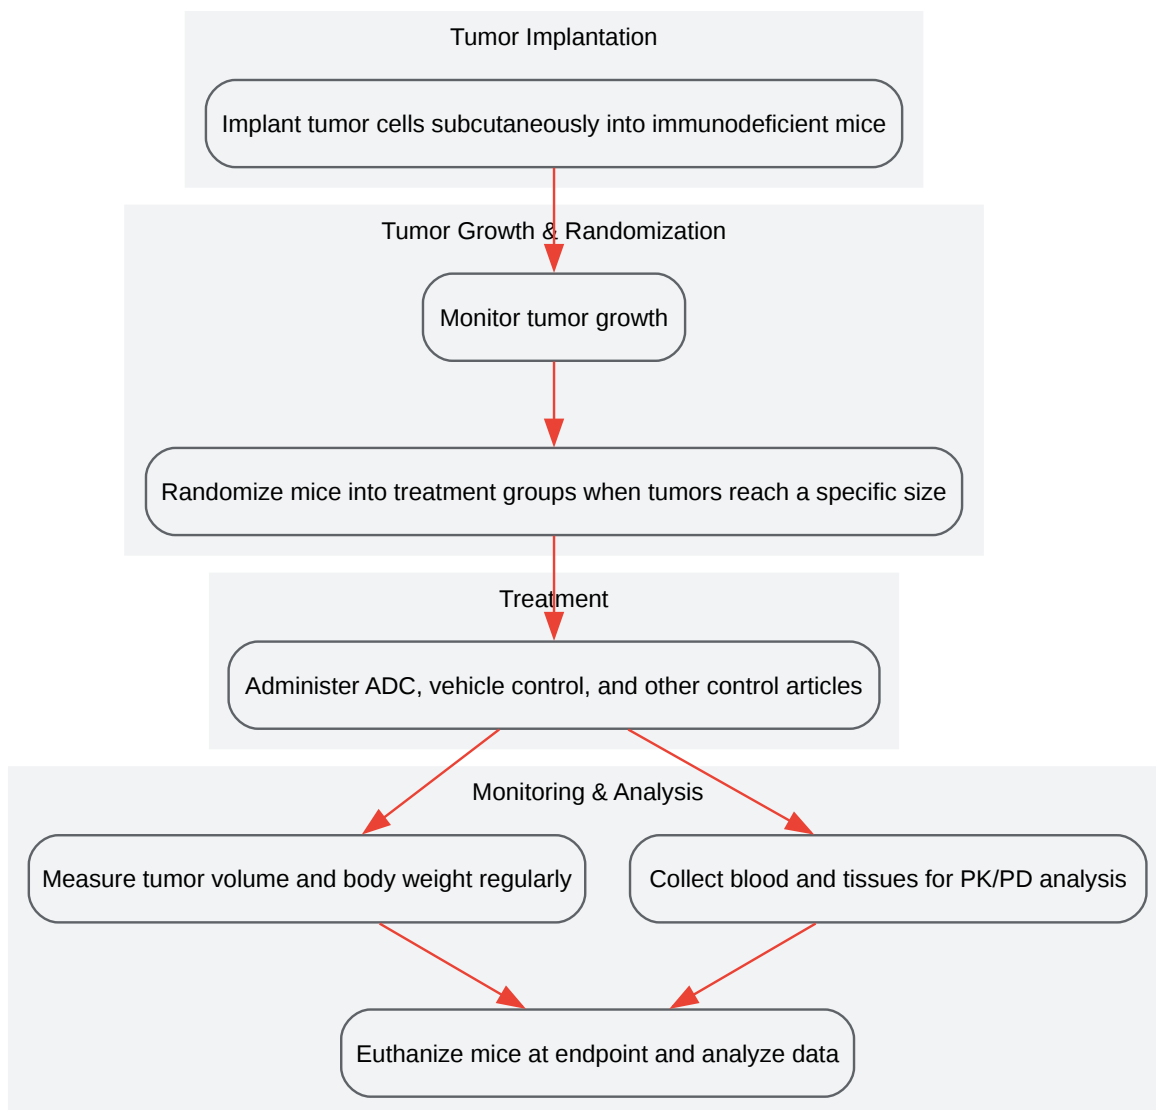 Tumor Implantation
Implant tumor cells subcutaneously into immunodeficient mice
Tumor Growth & Randomization
Monitor tumor growth
Randomize mice into treatment groups when tumors reach a specific size
Treatment
Administer ADC, vehicle control, and other control articles
Monitoring & Analysis
Measure tumor volume and body weight regularly
Collect blood and tissues for PK/PD analysis
Euthanize mice at endpoint and analyze data